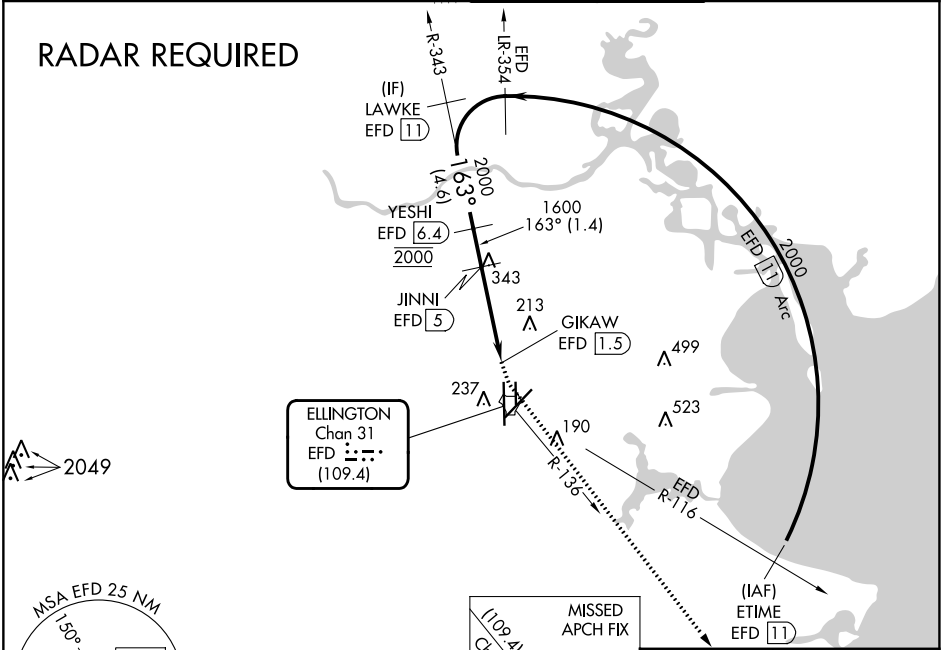 RADAR REQUIRED
R-343
EFD
LR-354
(IF)
LAWKE
EFD 11
2000
163°
(4.6)
YESHI
EFD 6.4
2000
1600
163° (1.4)
343
JINNI
EFD 5
213
GIKAW
EFD 1.5
499
523
237
190
2000
EFD 11 Arc
ELLINGTON
Chan 31
EFD
(109.4)
R-136
EFD
R-116
2049
(IAF)
ETIME
EFD 11
MSA EFD 25 NM
150°
(109.4)
MISSED
APCH FIX